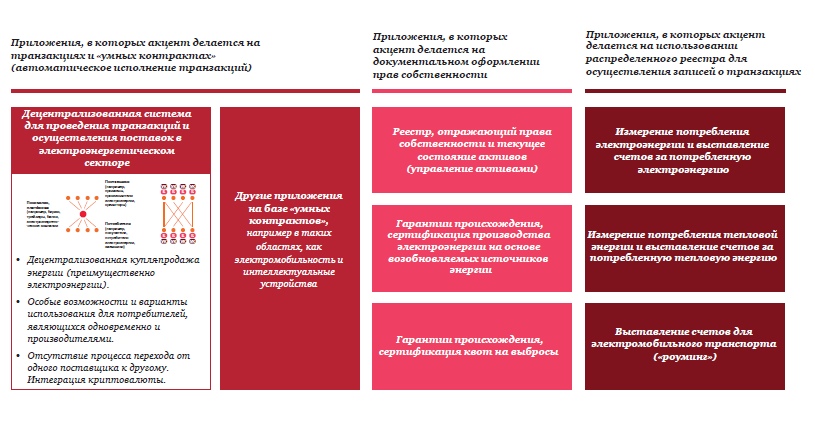 Приложения, в которых акцент делается на
транзакциях и «умных контрактах»
(автоматическое исполнение транзакций)
Децентрализованная система
для проведения транзакций и
осуществления поставок в
электроэнергетическом
секторе
• Децентрализованная купля-продажа
энергии (преимущественно
электроэнергии).
• Особые возможности и варианты
использования для потребителей,
являющихся одновременно и
производителями.
• Отсутствие процесса перехода от
одного поставщика к другому.
Интеграция криптовалюты.
Другие приложения
на базе «умных
контрактов»,
например в таких
областях, как
электромобильность и
интеллектуальные
устройства
Приложения, в которых
акцент делается на
документальном оформлении
прав собственности
Реестр, отражающий права
собственности и текущее
состояние активов
(управление активами)
Гарантии происхождения,
сертификация производства
электроэнергии на основе
возобновляемых источников
энергии
Гарантии происхождения,
сертификация квот на выбросы
Приложения, в которых акцент
делается на использовании
распределенного реестра для
осуществления записей о транзакциях
Измерение потребления
электроэнергии и выставление
счетов за потребленную
электроэнергию
Измерение потребления тепловой
энергии и выставление счетов за
потребленную тепловую энергию
Выставление счетов для
электромобильного транспорта
(«роуминг»)